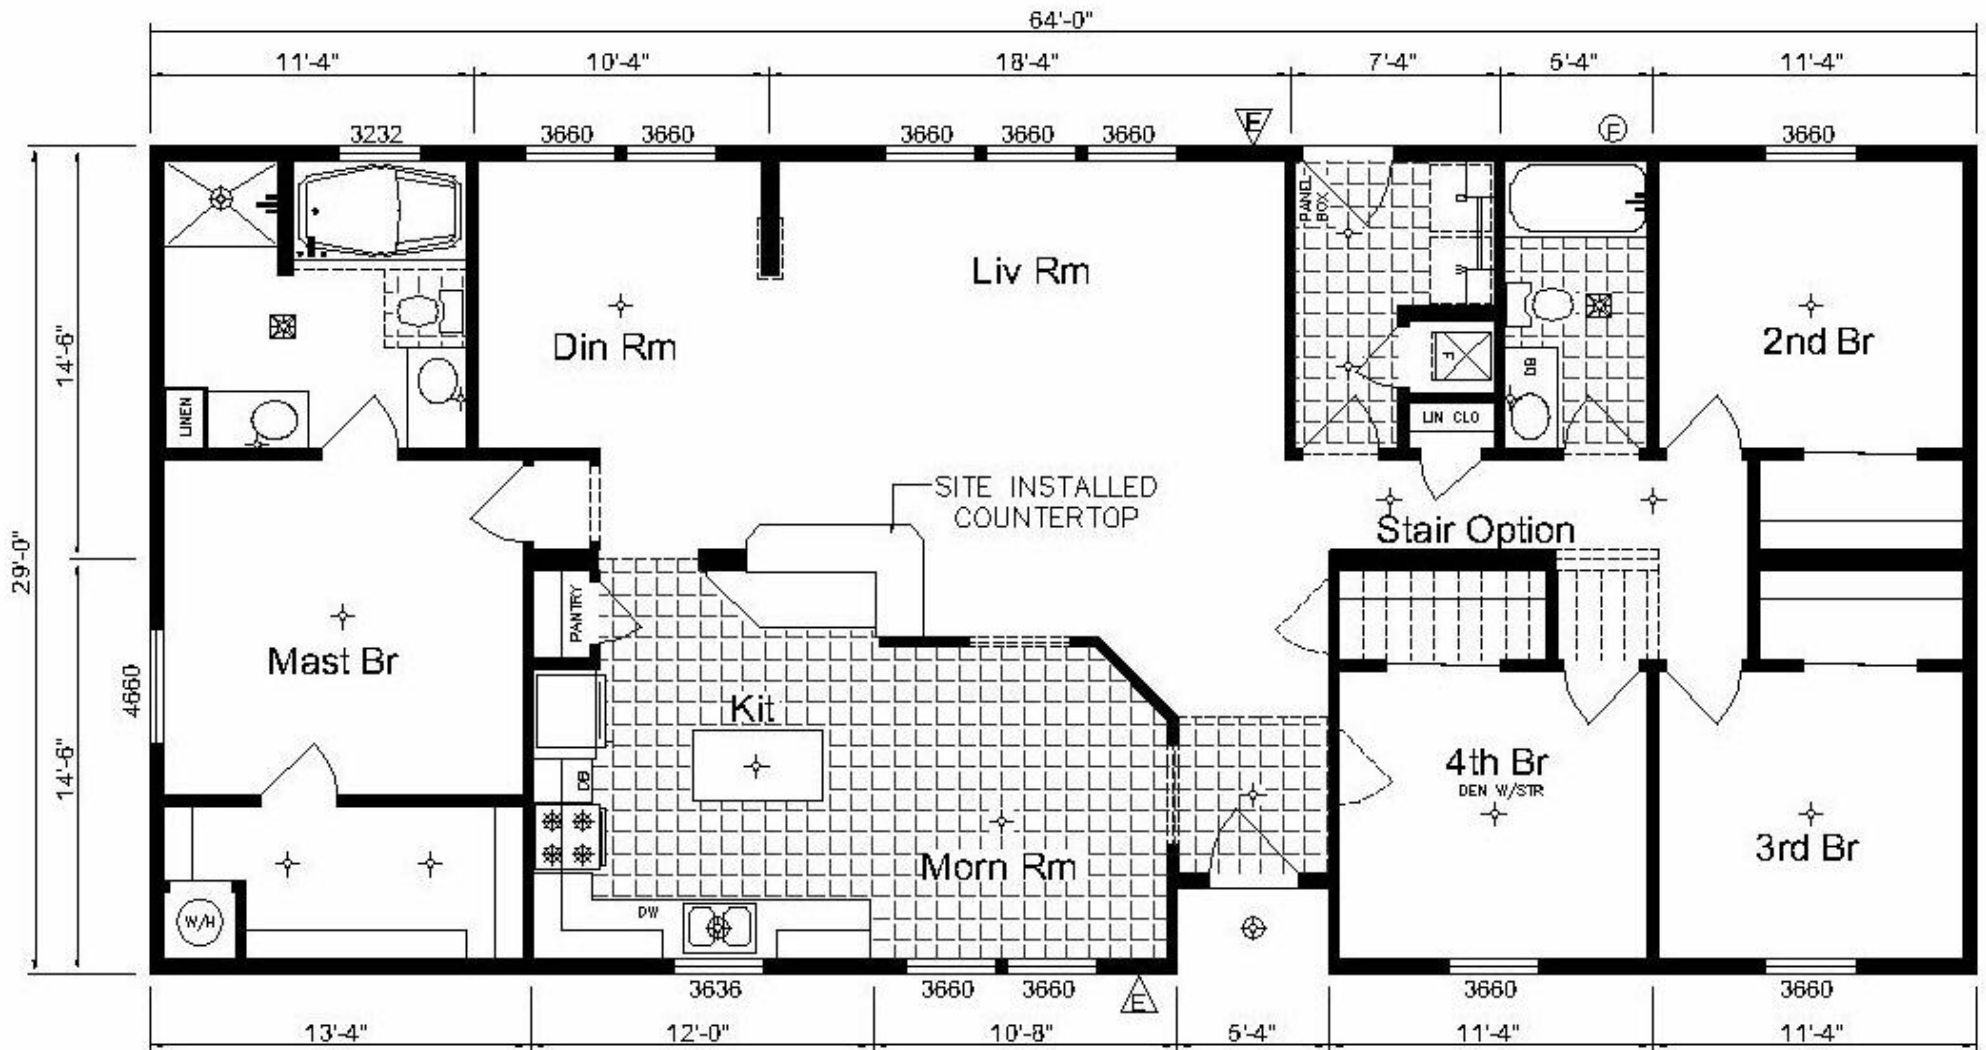 64'-0"
11'-4" 10'-4" 18'-4" 7'-4" 5'-4" 11'-4"
3232 3660 3660 3660 3660 3660 E F 3660
PANEL
BOX
W
D
Liv Rm
Din Rm
2nd Br
14'-6"
F
DB
LINEN
LIN CLO
SITE INSTALLED
COUNTERTOP
Stair Option
29'-0"
PANTRY
Mast Br
4660
Kit
14'-6"
DB
4th Br
DEN W/STR
3rd Br
Morn Rm
W/H
DW
3636 3660 3660 E 3660 3660
13'-4" 12'-0" 10'-8" 5'-4" 11'-4" 11'-4"